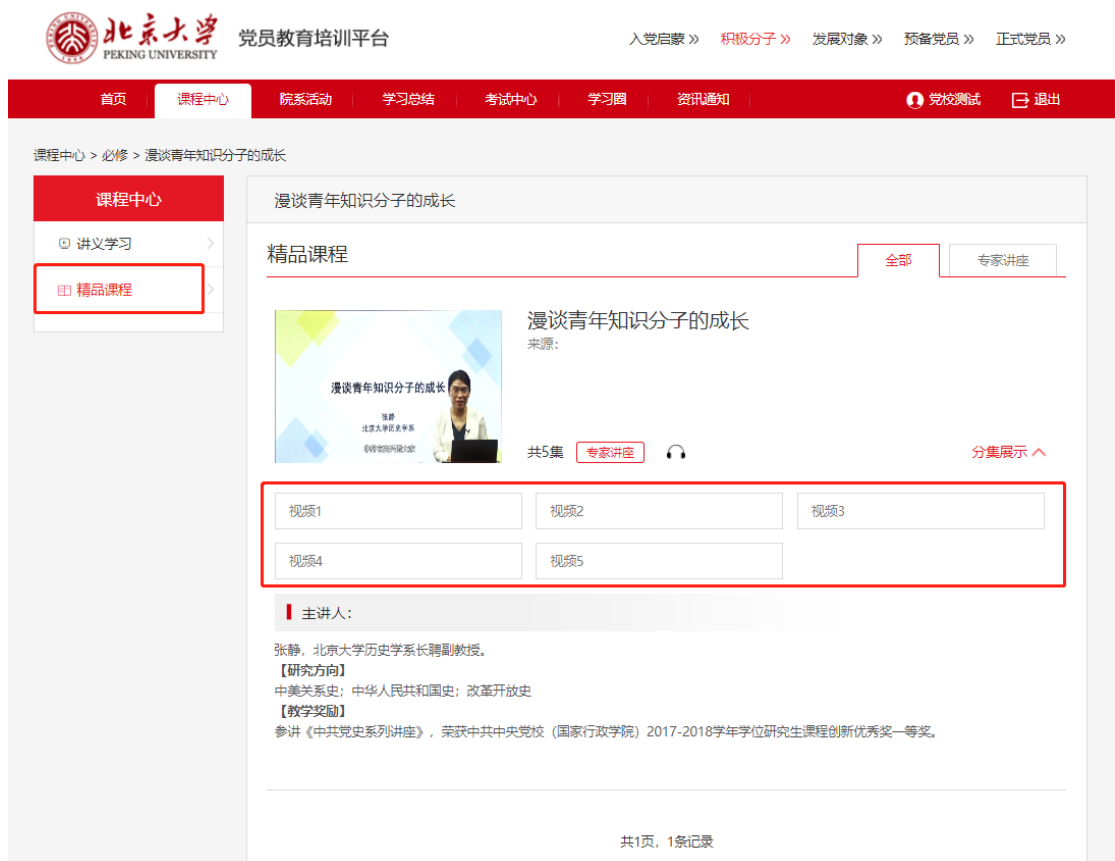 北京大学
PEKING UNIVERSITY
党员教育培训平台
入党启蒙 » 积极分子 » 发展对象 » 预备党员 » 正式党员 »
首页 课程中心 院系活动 学习总结 考试中心 学习圈 资讯通知 党校测试 退出
课程中心 > 必修 > 漫谈青年知识分子的成长
课程中心
讲义学习
精品课程
漫谈青年知识分子的成长
精品课程
全部 专家讲座
漫谈青年知识分子的成长
张静
北京大学历史学系
漫谈青年知识分子的成长
来源:
共5集 专家讲座 分集展示
视频1 视频2 视频3
视频4 视频5
主讲人:
张静，北京大学历史学系长聘副教授。
【研究方向】
中美关系史；中华人民共和国史；改革开放史
【教学奖励】
参讲《中共党史系列讲座》，荣获中共中央党校（国家行政学院）2017-2018学年学位研究生课程创新优秀奖一等奖。
共1页，1条记录